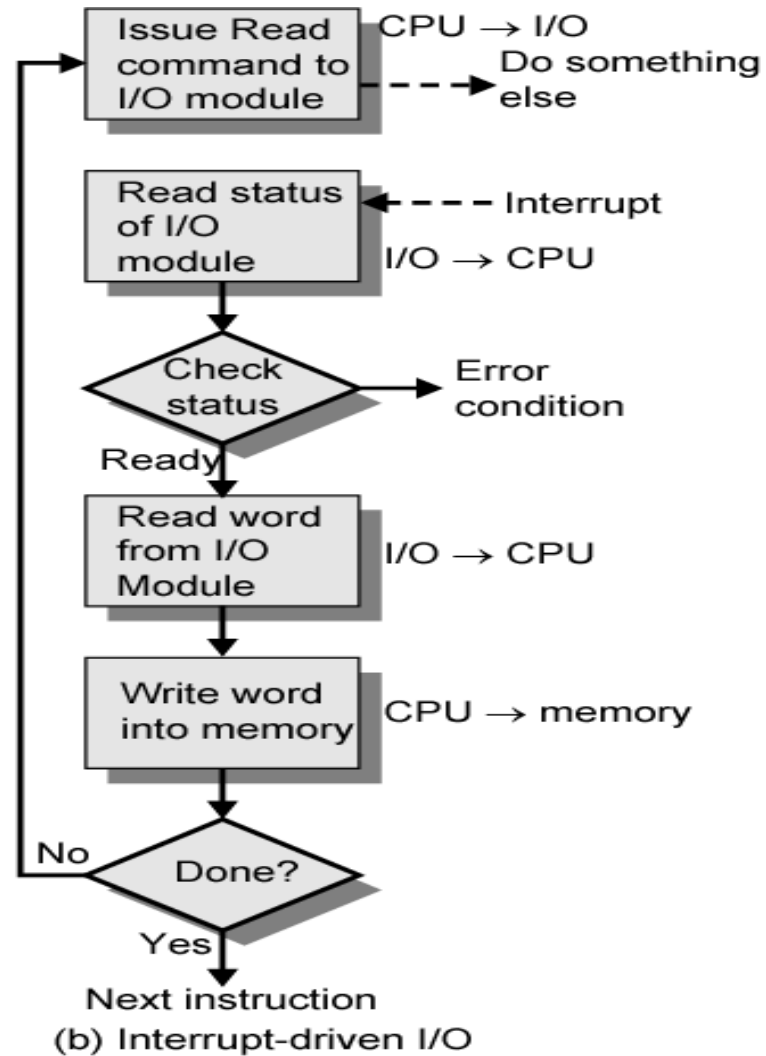 Issue Read
command to
I/O module
CPU → I/O
Do something
else
Read status
of I/O
module
Interrupt
I/O → CPU
Check
status
Error
condition
Ready
Read word
from I/O
Module
I/O → CPU
Write word
into memory
CPU → memory
No
Done?
Yes
Next instruction
(b) Interrupt-driven I/O